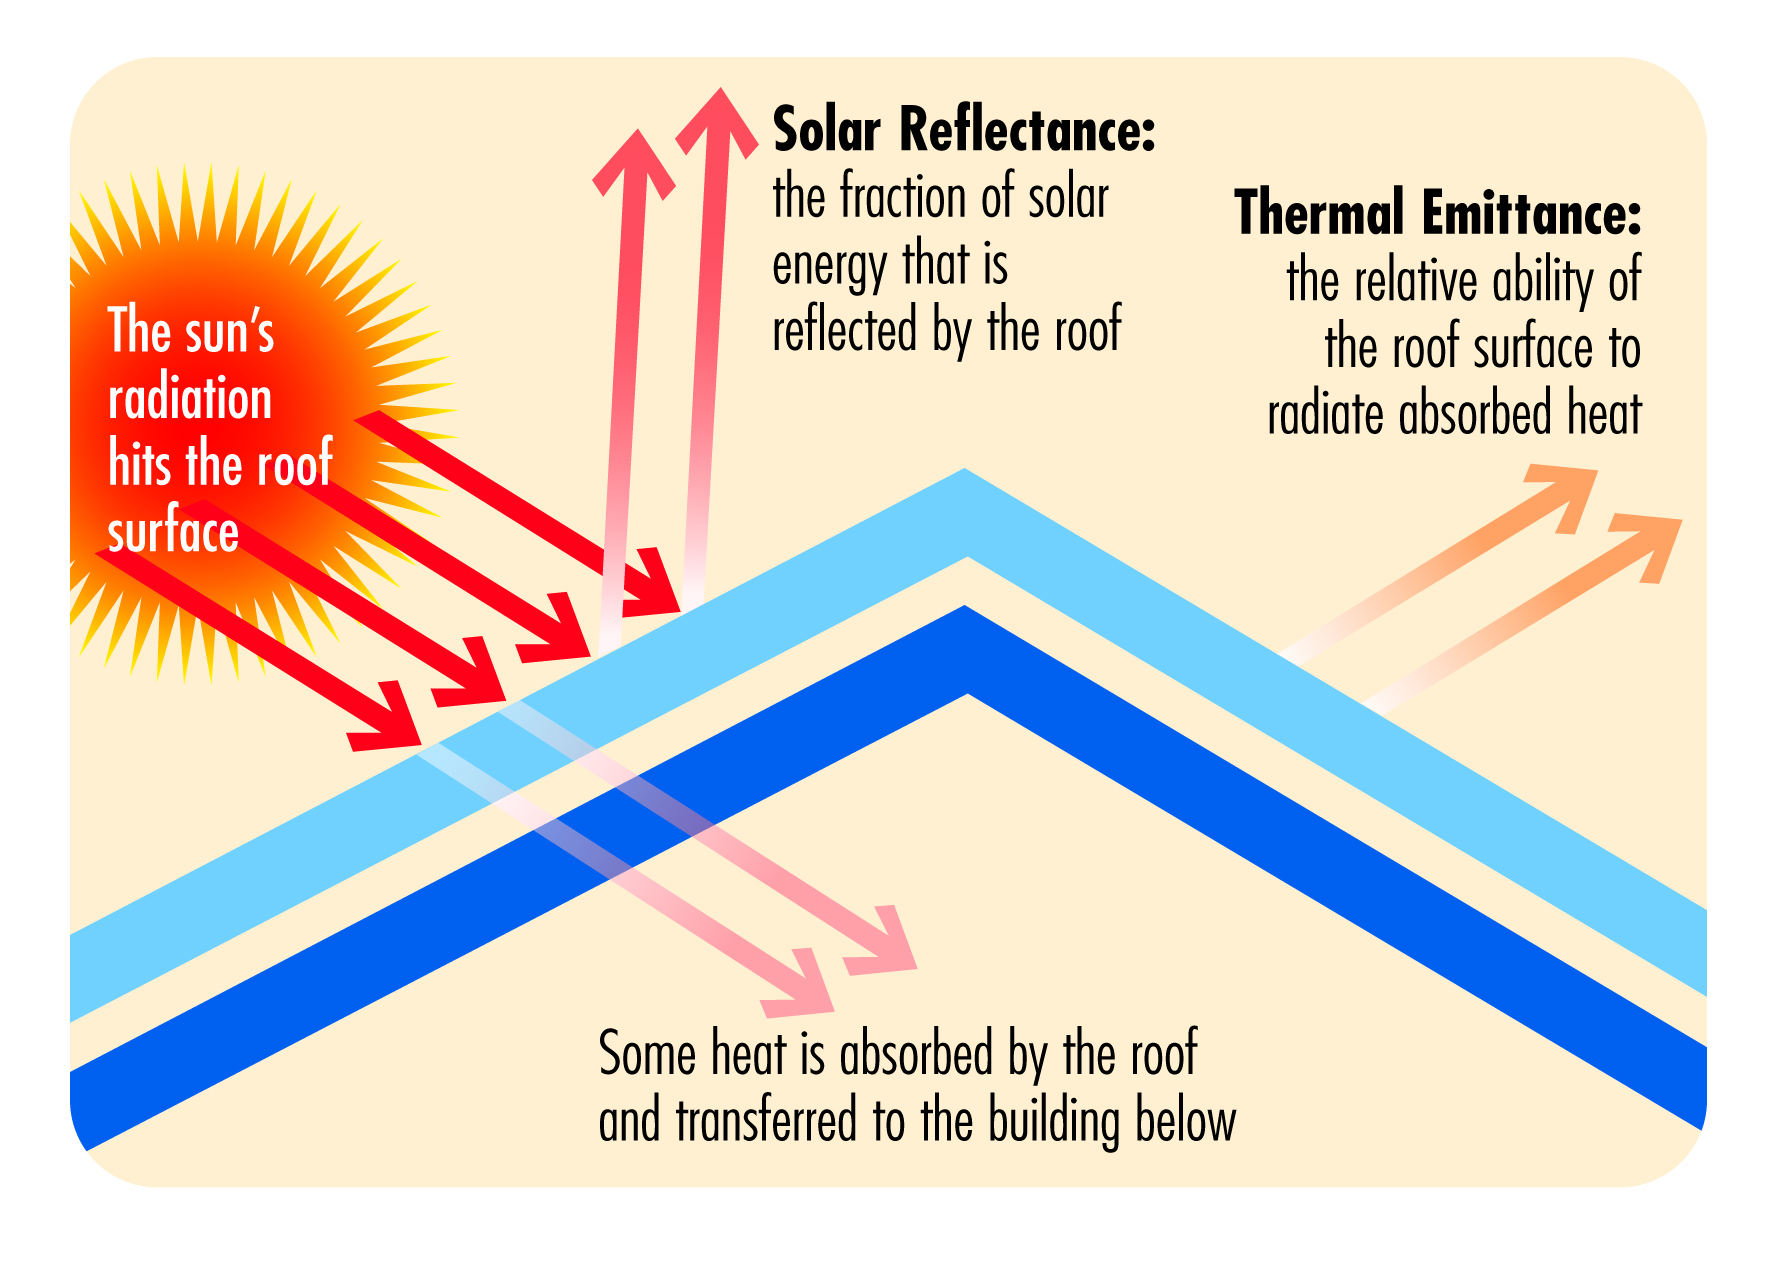 The sun's
radiation
hits the roof
surface
Solar Reflectance:
the fraction of solar
energy that is
reflected by the roof
Thermal Emittance:
the relative ability of
the roof surface to
radiate absorbed heat
Some heat is absorbed by the roof
and transferred to the building below